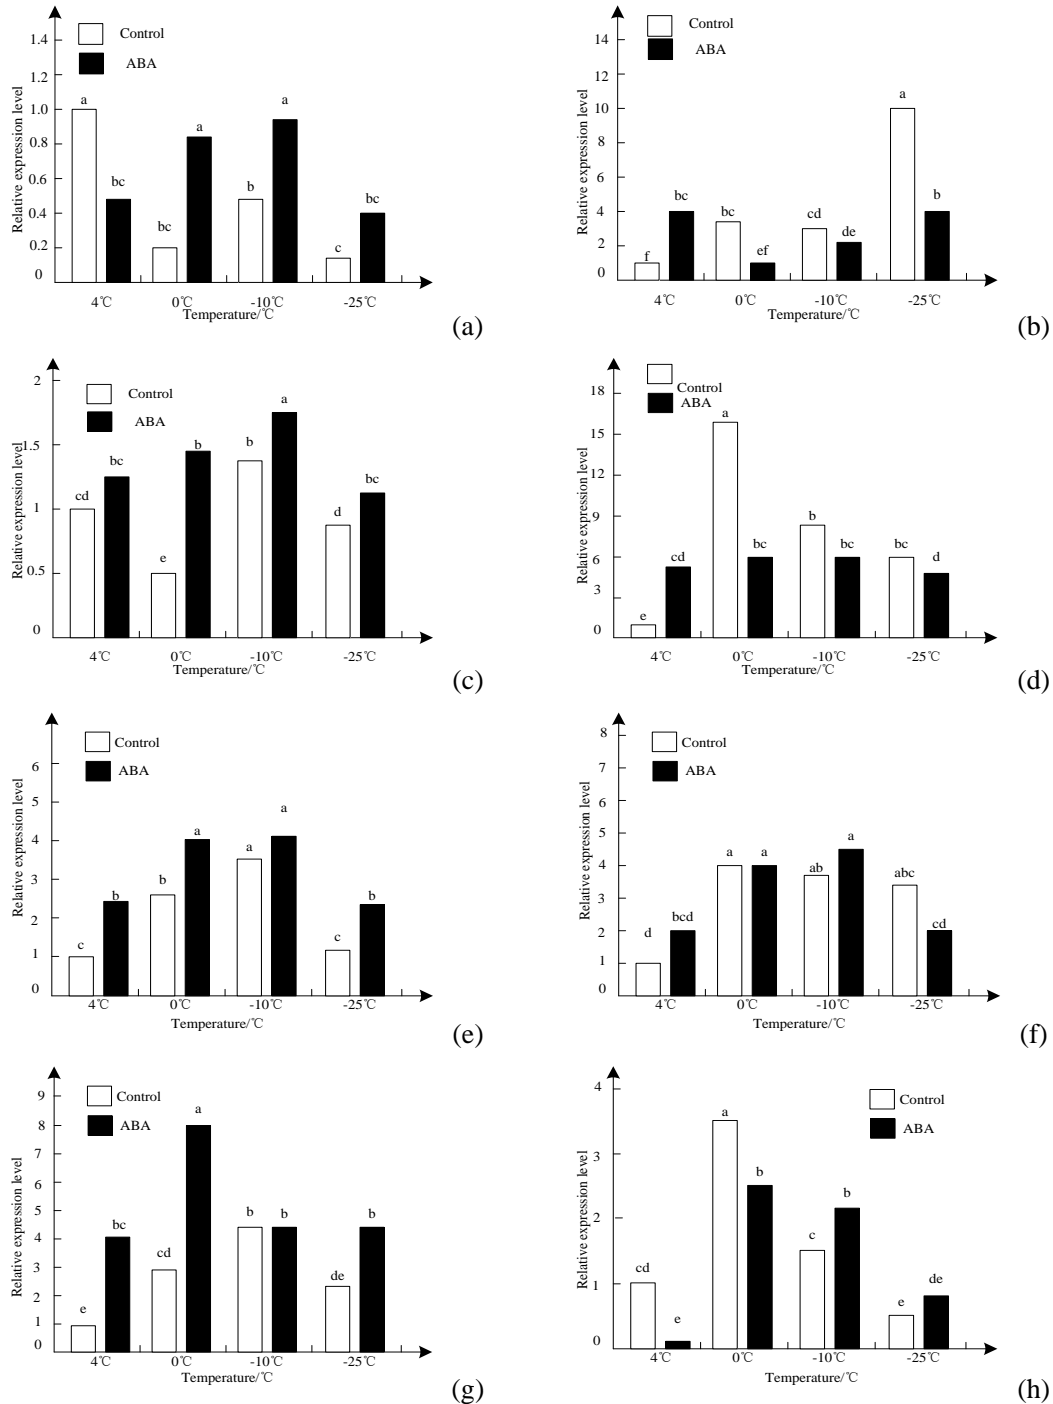 Relative expression level
1.4
1.2
1.0
0.8
0.6
0.4
0.2
0
Control
ABA
a
bc
bc
a
b
a
c
bc
4℃ 0℃ -10℃ -25℃
Temperature/℃
(a)
Relative expression level
14
12
10
8
6
4
2
0
Control
ABA
f
bc
bc
ef
cd
de
a
b
4℃ 0℃ -10℃ -25℃
Temperature/℃
(b)
Relative expression level
2
1.5
1
0.5
0
Control
ABA
cd
bc
e
b
b
a
d
bc
4℃ 0℃ -10℃ -25℃
Temperature/℃
(c)
Relative expression level
18
15
12
9
6
3
0
Control
ABA
e
cd
a
bc
b
bc
bc
d
4℃ 0℃ -10℃ -25℃
Temperature/℃
(d)
Relative expression level
6
5
4
3
2
1
0
Control
ABA
c
b
b
a
a
a
c
b
4℃ 0℃ -10℃ -25℃
Temperature/℃
(e)
Relative expression level
8
7
6
5
4
3
2
1
0
Control
ABA
d
bcd
a
a
ab
a
abc
cd
4℃ 0℃ -10℃ -25℃
Temperature/℃
(f)
Relative expression level
9
8
7
6
5
4
3
2
1
0
Control
ABA
e
bc
cd
a
b
b
de
b
4℃ 0℃ -10℃ -25℃
Temperature/℃
(g)
Relative expression level
4
3
2
1
0
Control
ABA
cd
e
a
b
c
b
e
de
4℃ 0℃ -10℃ -25℃
Temperature/℃
(h)